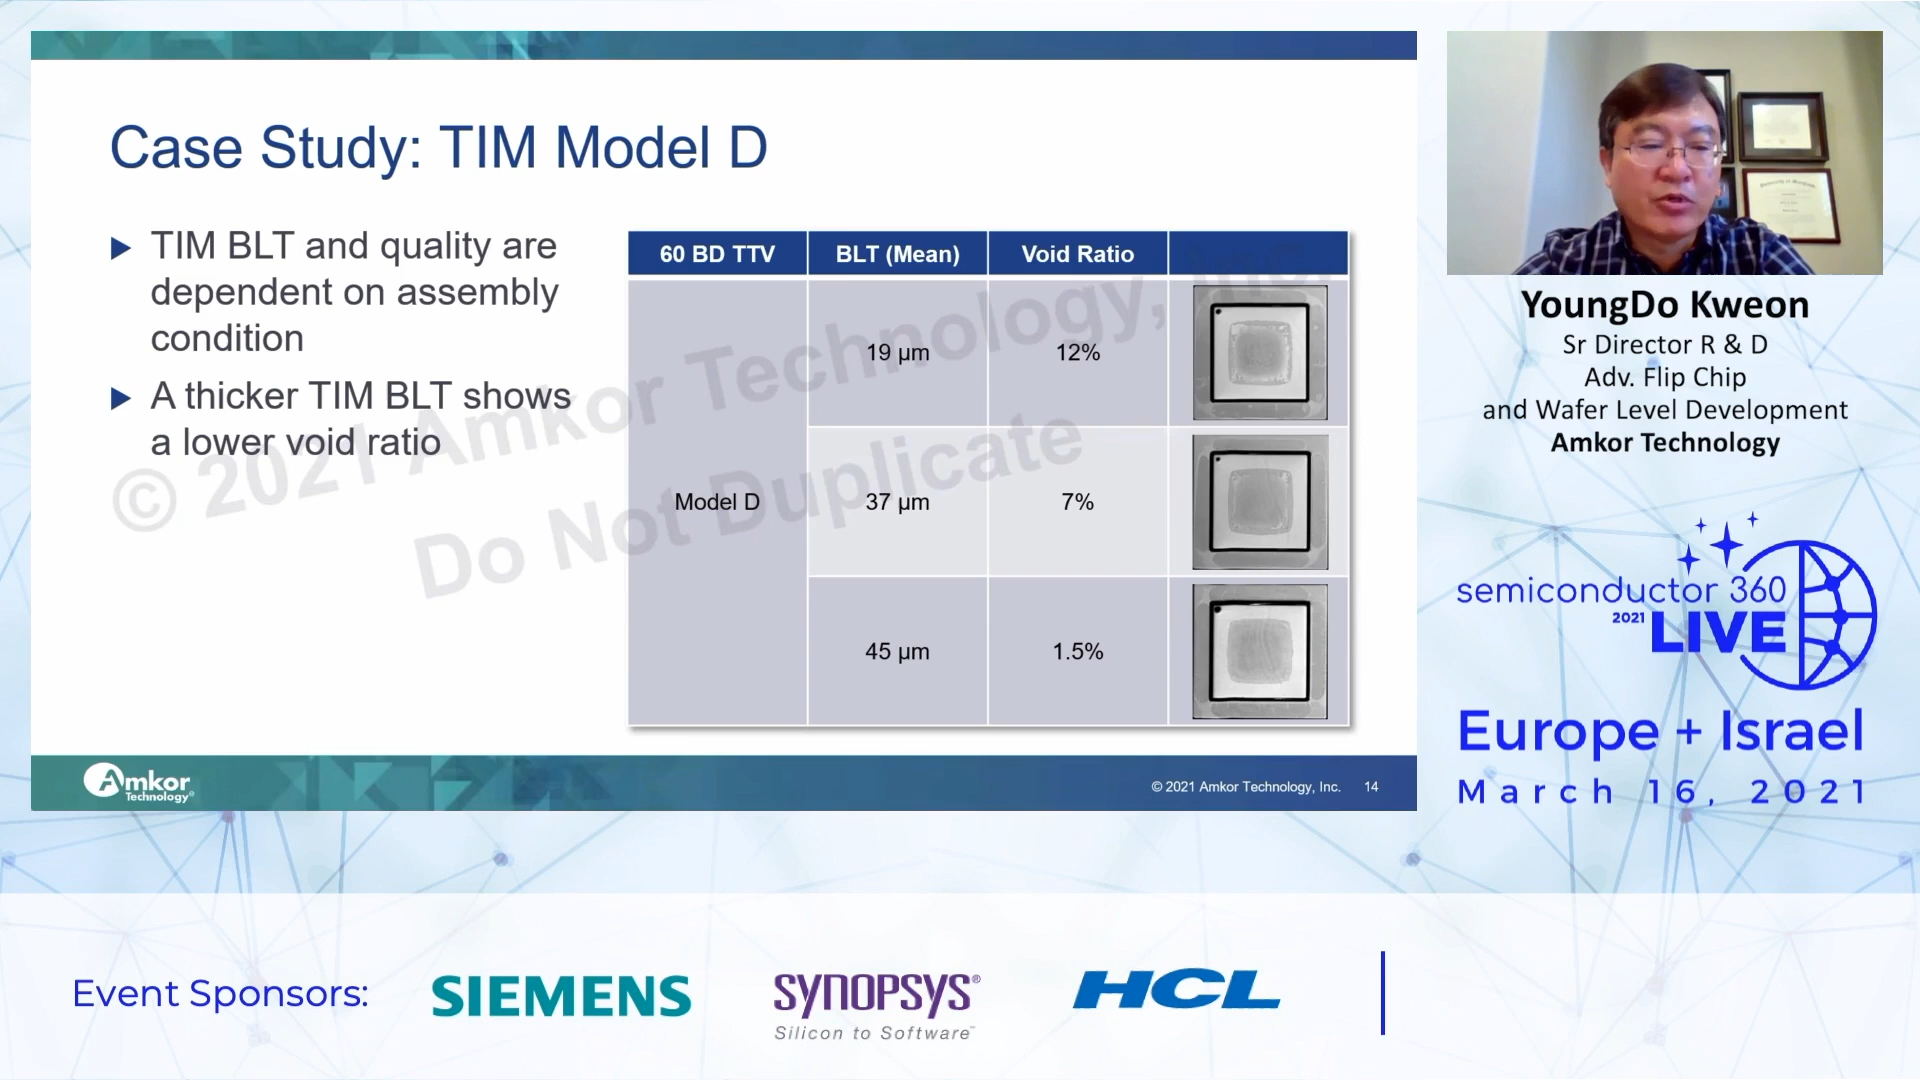 Case Study: TIM Model D
TIM BLT and quality are
dependent on assembly
condition
A thicker TIM BLT shows
a lower void ratio
60 BD TTV BLT (Mean) Void Ratio
Model D
19 µm 12%
37 µm 7%
45 µm 1.5%
© 2021 Amkor Technology, Inc.
Do Not Duplicate
Amkor
Technology®
© 2021 Amkor Technology, Inc. 14
YoungDo Kweon
Sr Director R & D
Adv. Flip Chip
and Wafer Level Development
Amkor Technology
semiconductor 360
2021 LIVE
Europe + Israel
March 16, 2021
Event Sponsors:
SIEMENS
SYNOPSYS®
Silicon to Software™
HCL